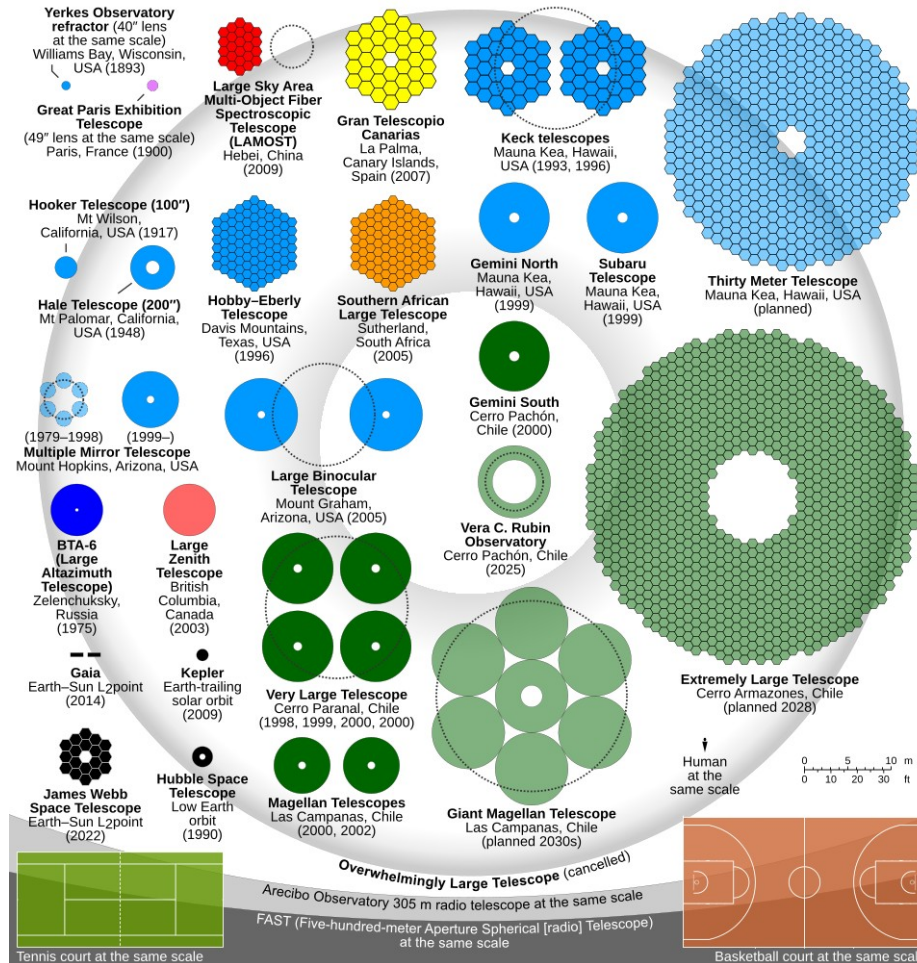 Yerkes Observatory
refractor (40″ lens
at the same scale)
Williams Bay, Wisconsin,
USA (1893)
Great Paris Exhibition
Telescope
(49″ lens at the same scale)
Paris, France (1900)
Large Sky Area
Multi-Object Fiber
Spectroscopic
Telescope
(LAMOST)
Hebei, China
(2009)
Gran Telescopio
Canarias
La Palma,
Canary Islands,
Spain (2007)
Keck telescopes
Mauna Kea, Hawaii,
USA (1993, 1996)
Thirty Meter Telescope
Mauna Kea, Hawaii, USA
(planned)
Hooker Telescope (100″)
Mt Wilson,
California, USA (1917)
Hale Telescope (200″)
Mt Palomar, California,
USA (1948)
Hobby–Eberly
Telescope
Davis Mountains,
Texas, USA
(1996)
Southern African
Large Telescope
Sutherland,
South Africa
(2005)
Gemini North
Mauna Kea,
Hawaii, USA
(1999)
Subaru
Telescope
Mauna Kea,
Hawaii, USA
(1999)
Gemini South
Cerro Pachón,
Chile (2000)
(1979–1998) (1999–)
Multiple Mirror Telescope
Mount Hopkins, Arizona, USA
Large Binocular
Telescope
Mount Graham,
Arizona, USA (2005)
Vera C. Rubin
Observatory
Cerro Pachón, Chile
(2025)
BTA-6
(Large
Altazimuth
Telescope)
Zelenchuksky,
Russia
(1975)
Large
Zenith
Telescope
British
Columbia,
Canada
(2003)
Gaia
Earth–Sun L2point
(2014)
Kepler
Earth-trailing
solar orbit
(2009)
Very Large Telescope
Cerro Paranal, Chile
(1998, 1999, 2000, 2000)
Extremely Large Telescope
Cerro Armazones, Chile
(planned 2028)
James Webb
Space Telescope
Earth–Sun L2point
(2022)
Hubble Space
Telescope
Low Earth
orbit
(1990)
Magellan Telescopes
Las Campanas, Chile
(2000, 2002)
Giant Magellan Telescope
Las Campanas, Chile
(planned 2030s)
Human
at the
same scale
0 5 10 m
0 10 20 30 ft
Overwhelmingly Large Telescope (cancelled)
Arecibo Observatory 305 m radio telescope at the same scale
FAST (Five-hundred-meter Aperture Spherical [radio] Telescope)
at the same scale
Tennis court at the same scale
Basketball court at the same scale